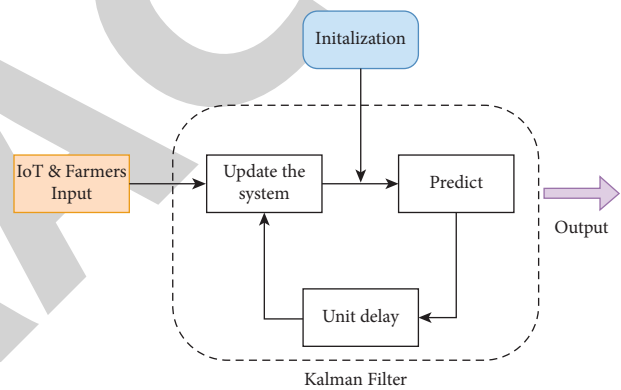 Initalization
IoT & Farmers
Input
Update the
system
Predict
Output
Unit delay
Kalman Filter